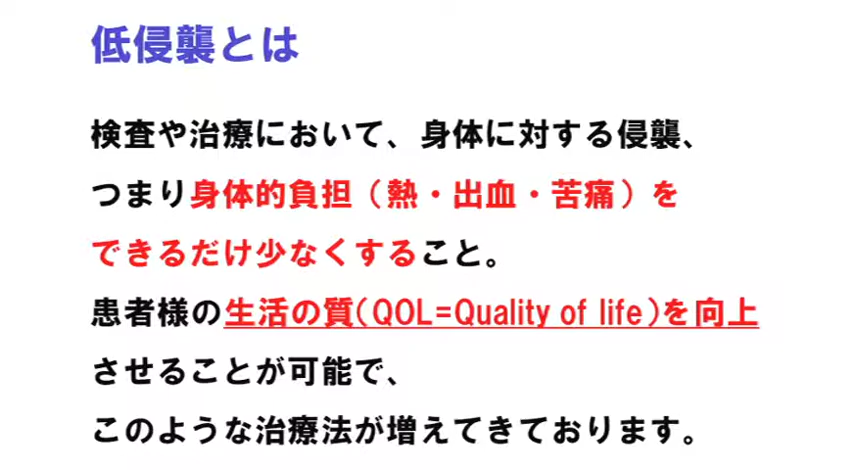 低侵襲とは
検査や治療において、身体に対する侵襲、
つまり身体的負担（熱・出血・苦痛）を
できるだけ少なくすること。
患者様の生活の質（QOL=Quality of life）を向上
させることが可能で、
このような治療法が増えてきております。